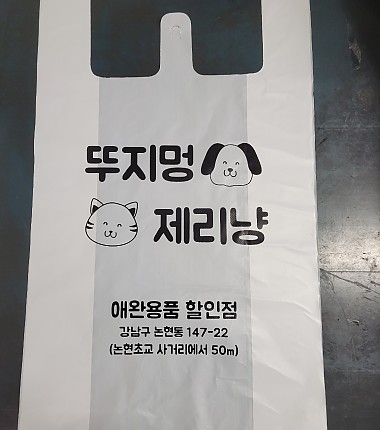 뚜지멍
제리냥
애완용품 할인점
강남구 논현동 147-22
(논현초교 사거리에서 50m)